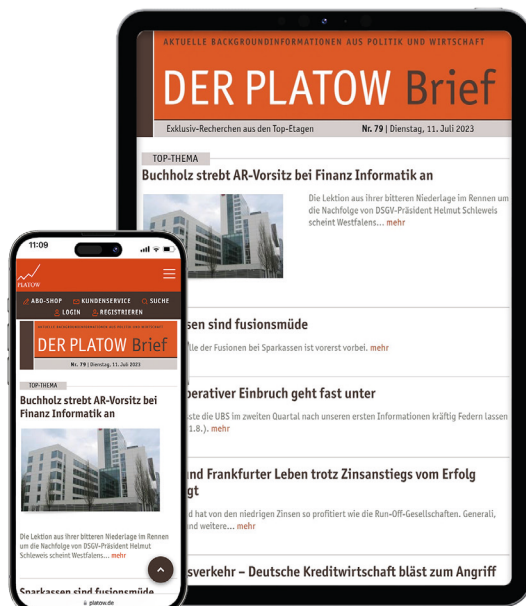 AKTUELLE BACKGROUNDINFORMATIONEN AUS POLITIK UND WIRTSCHAFT
DER PLATOW Brief
Exklusiv-Recherchen aus den Top-Etagen
Nr. 79 | Dienstag, 11. Juli 2023
TOP-THEMA
Buchholz strebt AR-Vorsitz bei Finanz Informatik an
Die Lektion aus ihrer bitteren Niederlage im Rennen um
die Nachfolge von DSGV-Präsident Helmut Schleweis
scheint Westfalens... mehr
sen sind fusionsmüde
lle der Fusionen bei Sparkassen ist vorerst vorbei. mehr
perativer Einbruch geht fast unter
ste die UBS im zweiten Quartal nach unseren ersten Informationen kräftig Federn lassen
1.8.). mehr
und Frankfurter Leben trotz Zinsanstiegs vom Erfolg
gt
d hat von den niedrigen Zinsen so profitiert wie die Run-Off-Gesellschaften. Generali,
nd weitere... mehr
sverkehr – Deutsche Kreditwirtschaft bläst zum Angriff
11:09
PLATOW
ABO-SHOP
KUNDENSERVICE
SUCHE
LOGIN
REGISTRIEREN
AKTUELLE BACKGROUNDINFORMATIONEN AUS POLITIK UND WIRTSCHAFT
DER PLATOW Brief
Nr. 79 | Dienstag, 11. Juli 2023
TOP-THEMA
Buchholz strebt AR-Vorsitz bei
Finanz Informatik an
Die Lektion aus ihrer bitteren Niederlage im Rennen
um die Nachfolge von DSGV-Präsident Helmut
Schleweis scheint Westfalens... mehr
Sparkassen sind fusionsmüde
platow.de